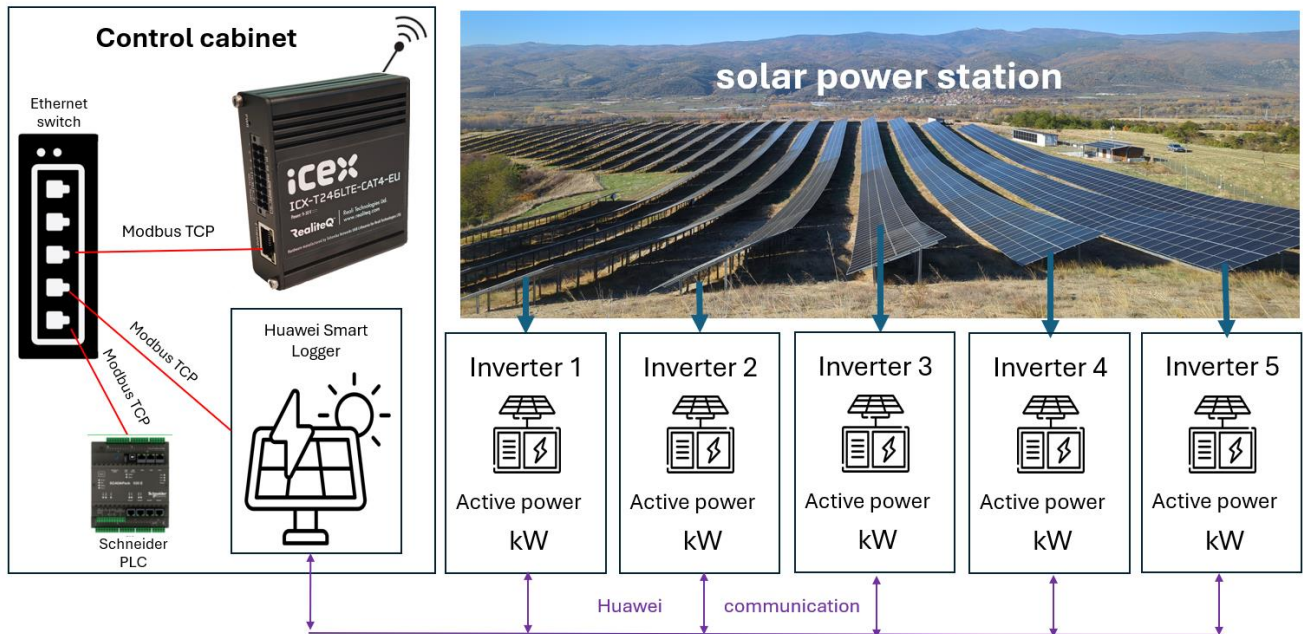 Control cabinet
Ethernet
switch
icex
ICX-T246LTE-CAT4-EU
RealiteQ
Modbus TCP
Modbus TCP
Modbus TCP
Huawei Smart
Logger
Schneider
PLC
solar power station
Inverter 1
Active power
kW
Inverter 2
Active power
kW
Inverter 3
Active power
kW
Inverter 4
Active power
kW
Inverter 5
Active power
kW
Huawei communication